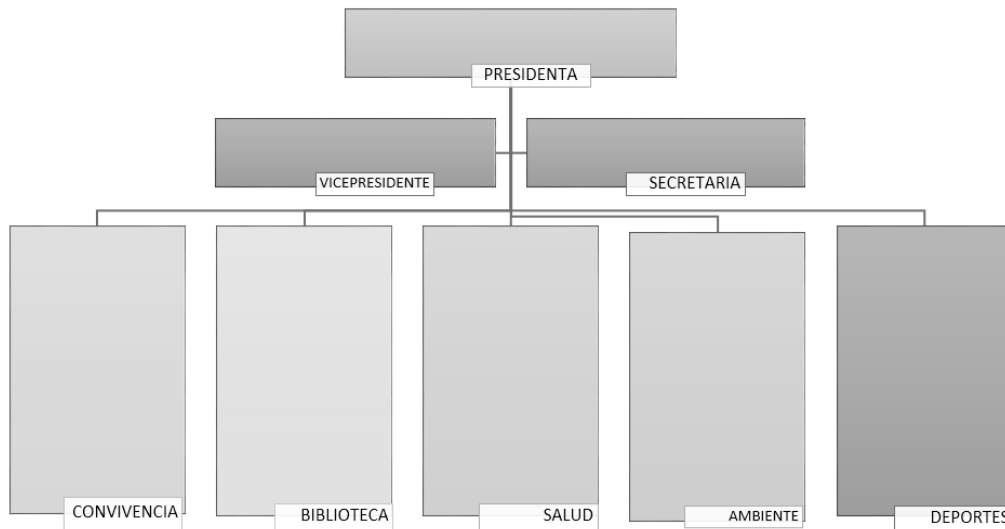 PRESIDENTA
VICEPRESIDENTE
SECRETARIA
CONVIVENCIA
BIBLIOTECA
SALUD
AMBIENTE
DEPORTES